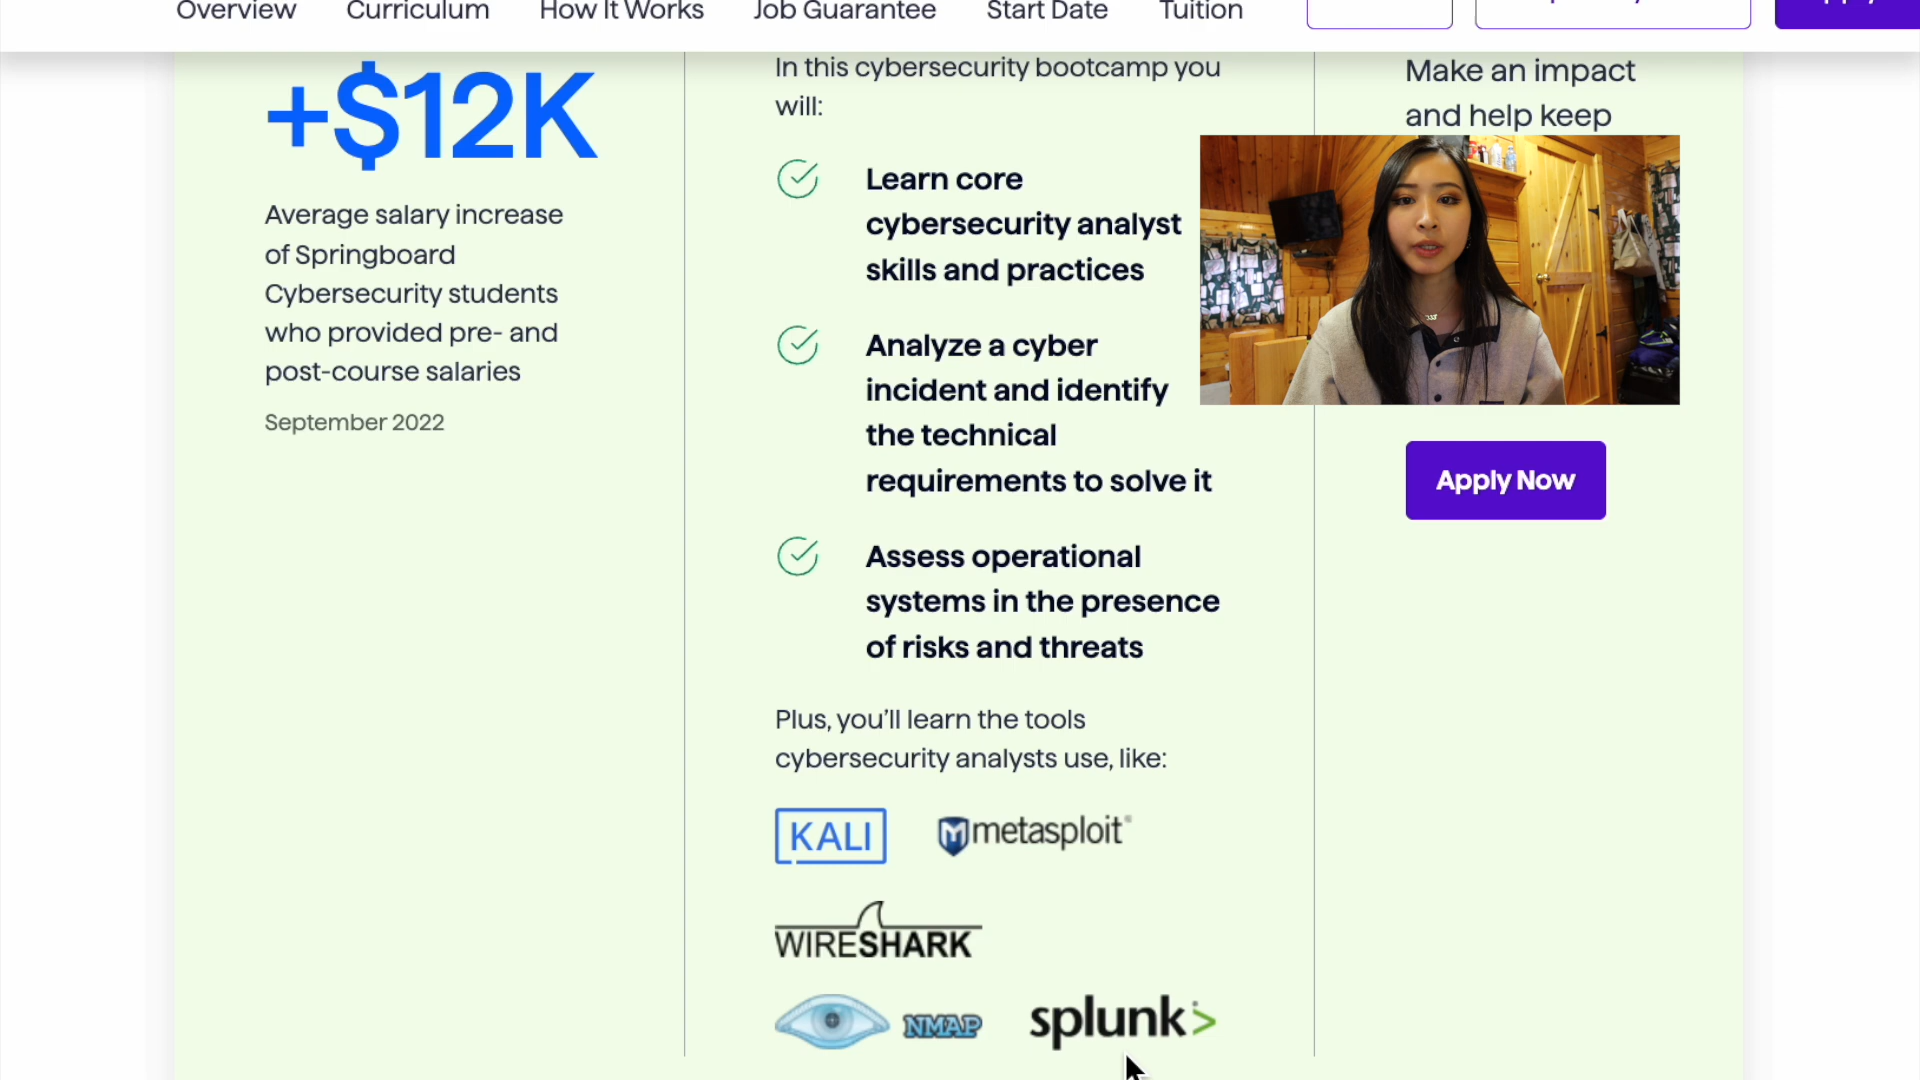 Overview
Curriculum
How It Works
Job Guarantee
Start Date
Tuition
+$12K
Average salary increase
of Springboard
Cybersecurity students
who provided pre- and
post-course salaries
September 2022
In this cybersecurity bootcamp you
will:
Learn core
cybersecurity analyst
skills and practices
Analyze a cyber
incident and identify
the technical
requirements to solve it
Assess operational
systems in the presence
of risks and threats
Plus, you'll learn the tools
cybersecurity analysts use, like:
KALI
metasploit®
WIRESHARK
NMAP
splunk>
Make an impact
and help keep
Apply Now